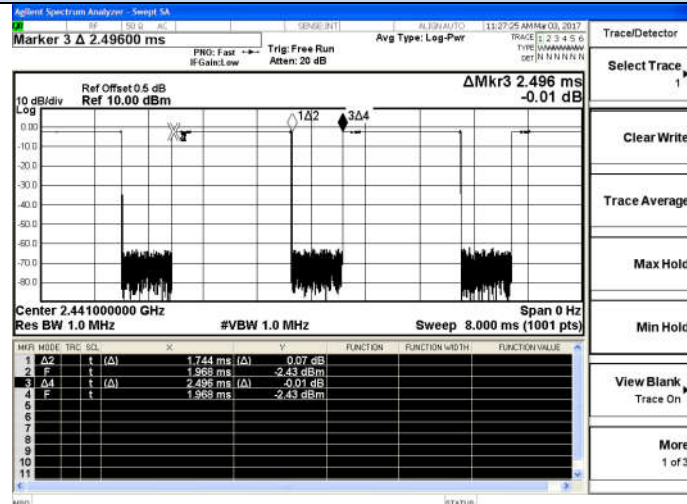 Agilent Spectrum Analyzer - Swept SA
RF 50 Ω AC SENSE:INT ALIGNAUTO 11:27:25 AM Mar 03, 2017
Marker 3 Δ 2.49600 ms
PNO: Fast
IFGain:Low
Trig: Free Run
Atten: 20 dB
Avg Type: Log-Pwr
TRACE 1 2 3 4 5 6
TYPE WWWWWW
DET N N N N N N
Trace/Detector
Select Trace
1
Clear Write
Trace Average
Max Hold
Min Hold
View Blank
Trace On
More
1 of 3
ΔMkr3 2.496 ms
-0.01 dB
Ref Offset 0.5 dB
10 dB/div Ref 10.00 dBm
Log
1Δ2 3Δ4
0.00
-10.0
-20.0
-30.0
-40.0
-50.0
-60.0
-70.0
-80.0
Center 2.441000000 GHz Span 0 Hz
Res BW 1.0 MHz #VBW 1.0 MHz Sweep 8.000 ms (1001 pts)
MKR MODE TRC SCL X Y FUNCTION FUNCTION WIDTH FUNCTION VALUE
1 Δ2 t (Δ) 1.744 ms (Δ) 0.07 dB
2 F t 1.968 ms -2.43 dBm
3 Δ4 t (Δ) 2.496 ms (Δ) -0.01 dB
4 F t 1.968 ms -2.43 dBm
5
6
7
8
9
10
11
MSG STATUS